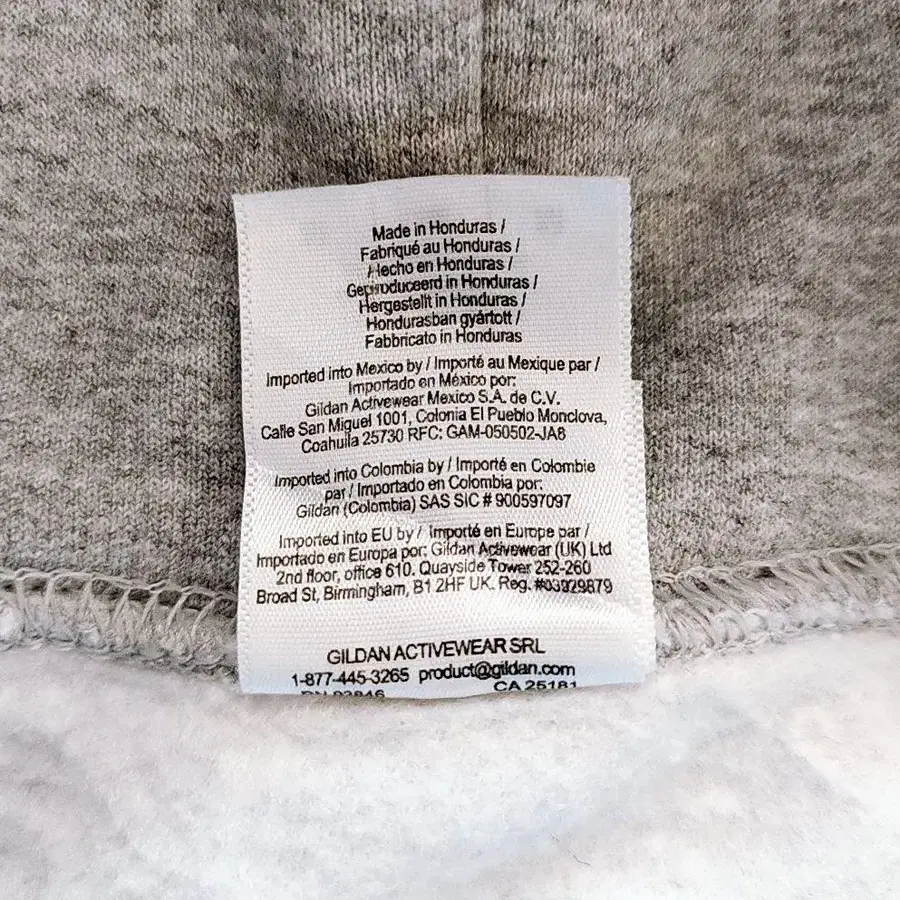 Made in Honduras /
Fabriqué au Honduras /
Hecho en Honduras /
Geproduceerd in Honduras /
Hergestellt in Honduras /
Hondurasban gyártott /
Fabbricato in Honduras
Imported into Mexico by / Importé au Mexique par /
Importado en México por:
Gildan Activewear Mexico S.A. de C.V.
Calle San Miguel 1001, Colonia El Pueblo Monclova,
Coahuila 25730 RFC: GAM-050502-JA6
Imported into Colombia by / Importé en Colombie
par / Importado en Colombia por:
Gildan (Colombia) SAS SIC # 900597097
Imported into EU by / Importé en Europe par /
Importado en Europa por: Gildan Activewear (UK) Ltd
2nd floor, office 610, Quayside Tower 252-260
Broad St, Birmingham, B1 2HF UK. Reg. #03929879
GILDAN ACTIVEWEAR SRL
1-877-445-3265 product@gildan.com
CA 25181